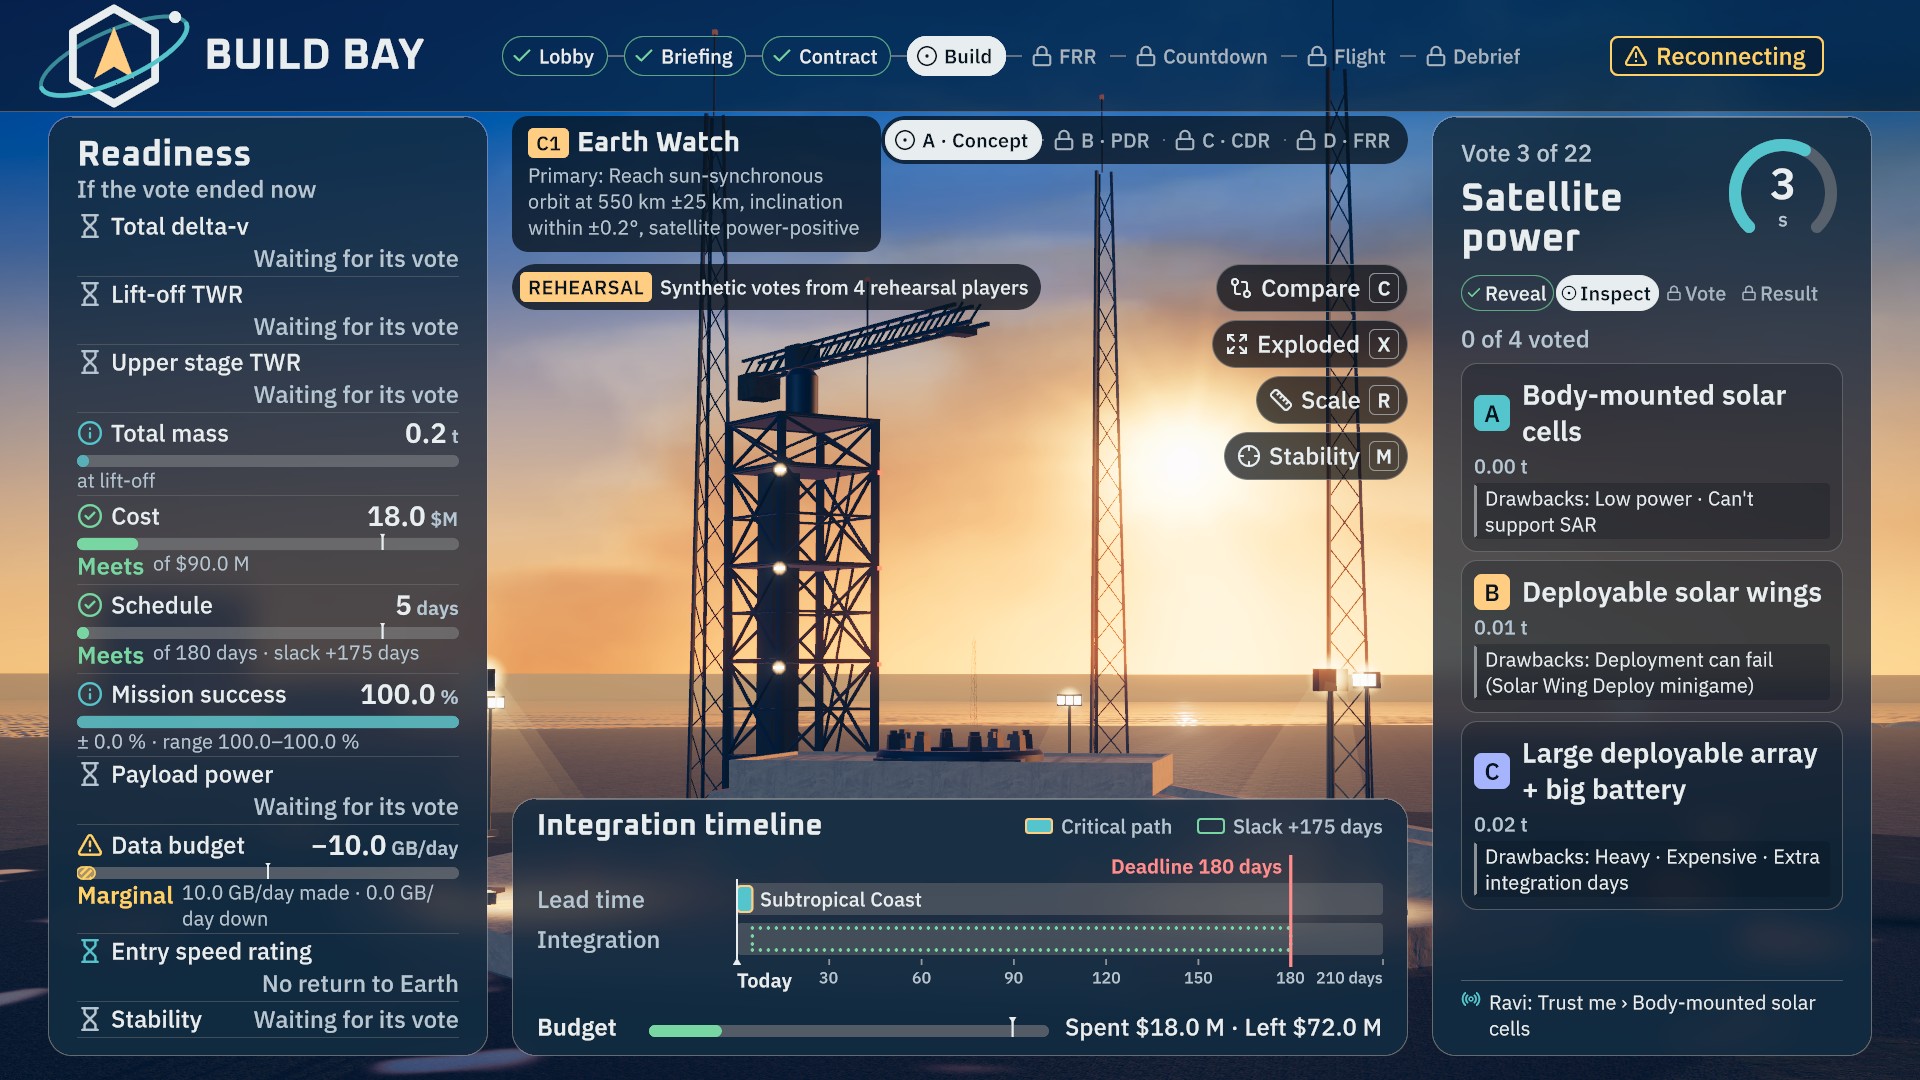 BUILD BAY
Lobby
Briefing
Contract
Build
FRR
Countdown
Flight
Debrief
Reconnecting
Readiness
If the vote ended now
Total delta-v
Waiting for its vote
Lift-off TWR
Waiting for its vote
Upper stage TWR
Waiting for its vote
Total mass 0.2 t
at lift-off
Cost 18.0 $M
Meets of $90.0 M
Schedule 5 days
Meets of 180 days · slack +175 days
Mission success 100.0 %
± 0.0 % · range 100.0–100.0 %
Payload power
Waiting for its vote
Data budget −10.0 GB/day
Marginal 10.0 GB/day made · 0.0 GB/
day down
Entry speed rating
No return to Earth
Stability Waiting for its vote
C1 Earth Watch
Primary: Reach sun-synchronous
orbit at 550 km ±25 km, inclination
within ±0.2°, satellite power-positive
A · Concept
B · PDR
C · CDR
D · FRR
REHEARSAL Synthetic votes from 4 rehearsal players
Compare C
Exploded X
Scale R
Stability M
Integration timeline
Critical path
Slack +175 days
Deadline 180 days
Lead time
Subtropical Coast
Integration
Today 30 60 90 120 150 180 210 days
Budget
Spent $18.0 M · Left $72.0 M
Vote 3 of 22
Satellite
power
3
s
Reveal
Inspect
Vote
Result
0 of 4 voted
A Body-mounted solar
cells
0.00 t
Drawbacks: Low power · Can't
support SAR
B Deployable solar wings
0.01 t
Drawbacks: Deployment can fail
(Solar Wing Deploy minigame)
C Large deployable array
+ big battery
0.02 t
Drawbacks: Heavy · Expensive · Extra
integration days
Ravi: Trust me › Body-mounted solar
cells